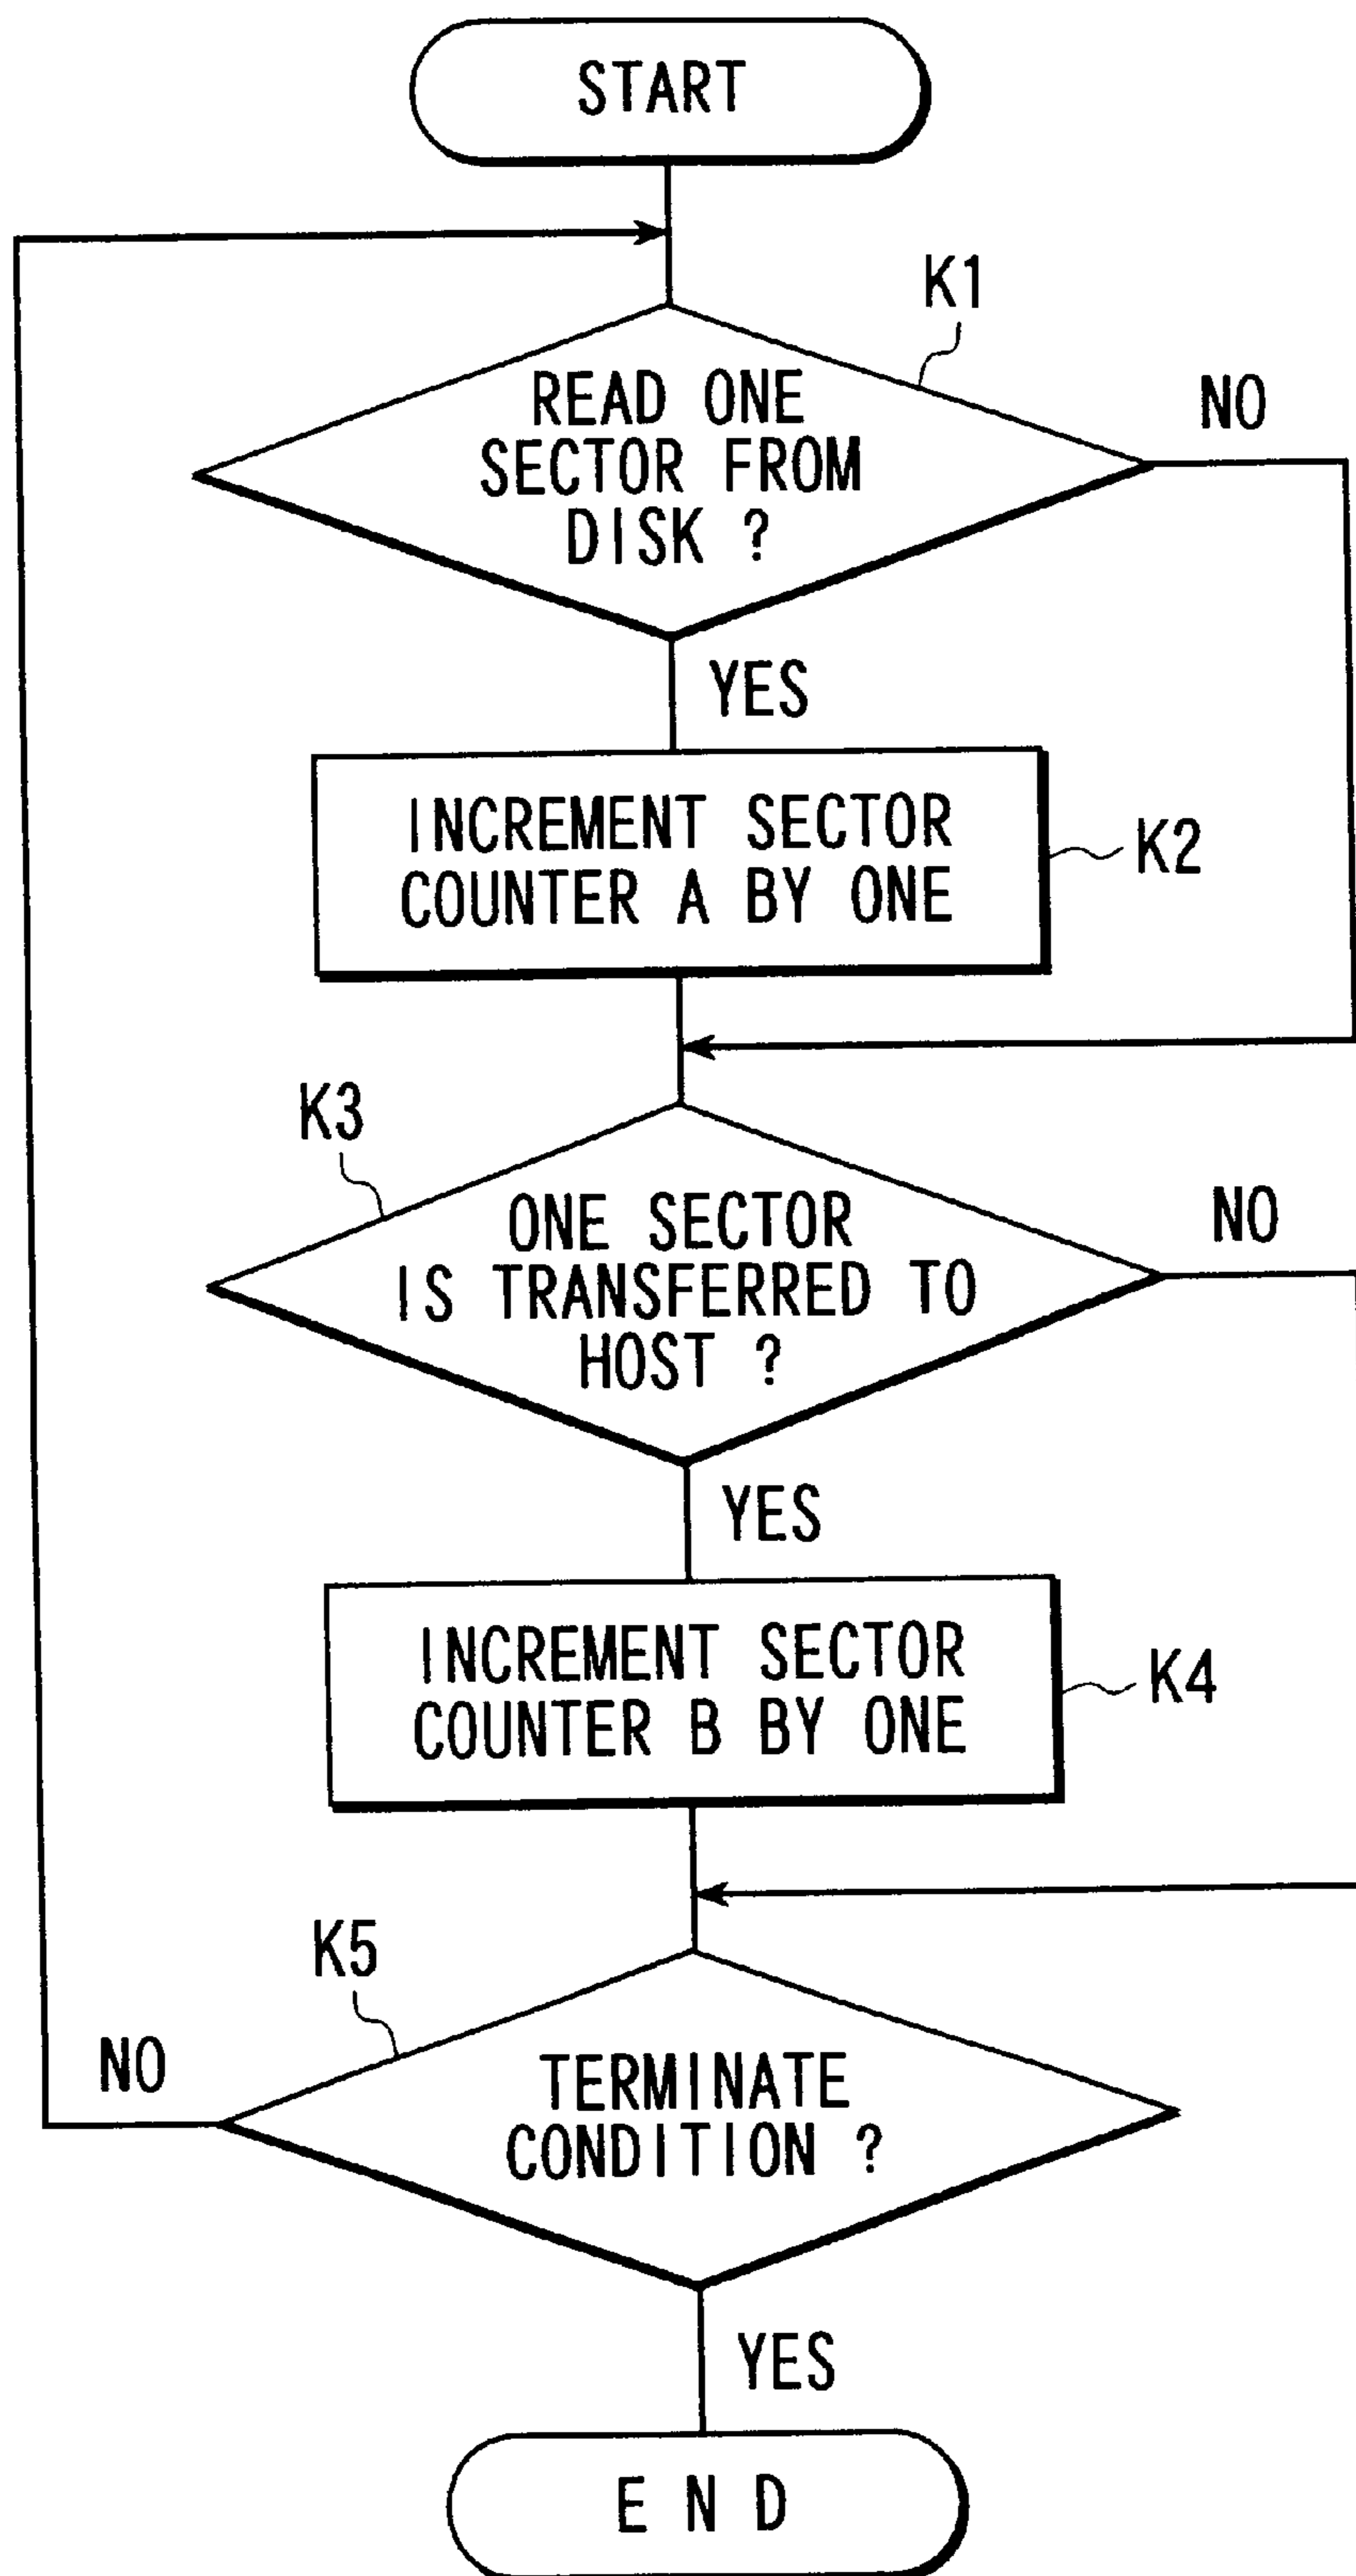 START
K1
READ ONE
SECTOR FROM
DISK ?
NO
YES
INCREMENT SECTOR
COUNTER A BY ONE
K2
K3
ONE SECTOR
IS TRANSFERRED TO
HOST ?
NO
YES
INCREMENT SECTOR
COUNTER B BY ONE
K4
K5
TERMINATE
CONDITION ?
NO
YES
END